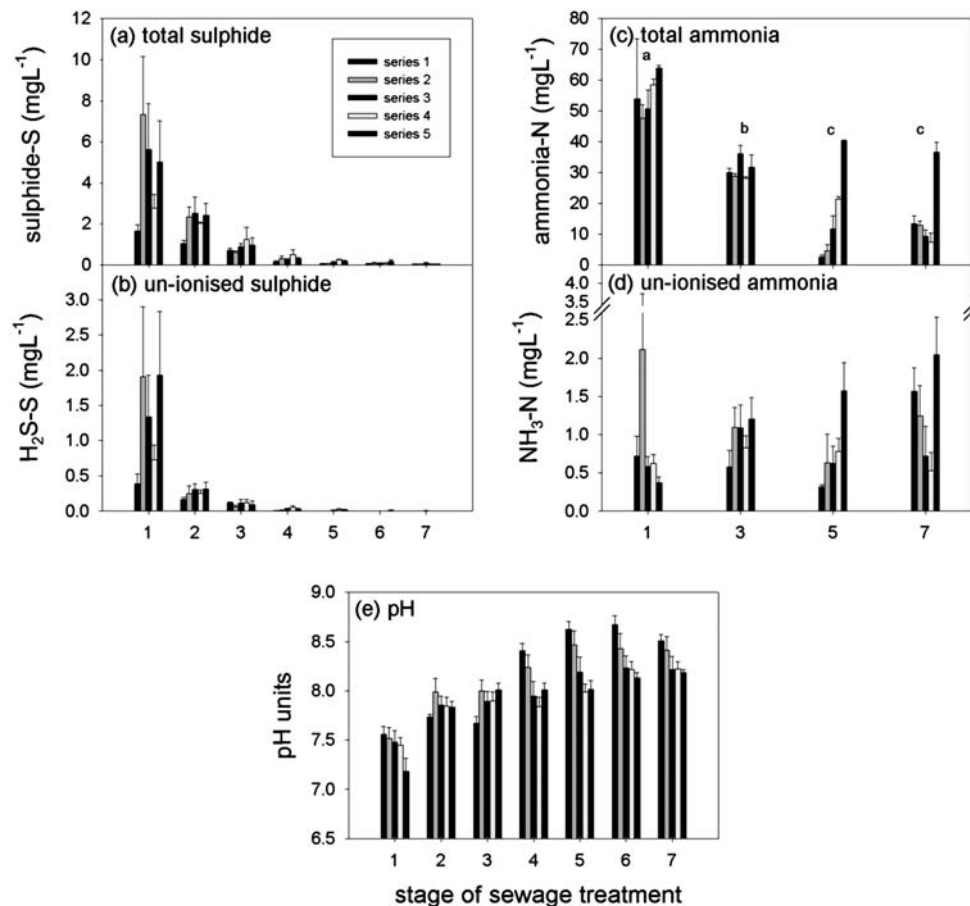 (a) total sulphide
sulphide-S (mgL⁻¹)
12
10
8
6
4
2
0
series 1
series 2
series 3
series 4
series 5
(c) total ammonia
ammonia-N (mgL⁻¹)
80
70
60
50
40
30
20
10
0
a
b
c
c
(b) un-ionised sulphide
H₂S-S (mgL⁻¹)
3.0
2.5
2.0
1.5
1.0
0.5
0.0
1 2 3 4 5 6 7
(d) un-ionised ammonia
NH₃-N (mgL⁻¹)
4.0
3.5
2.5
2.0
1.5
1.0
0.5
0.0
1 3 5 7
(e) pH
pH units
9.0
8.5
8.0
7.5
7.0
6.5
1 2 3 4 5 6 7
stage of sewage treatment